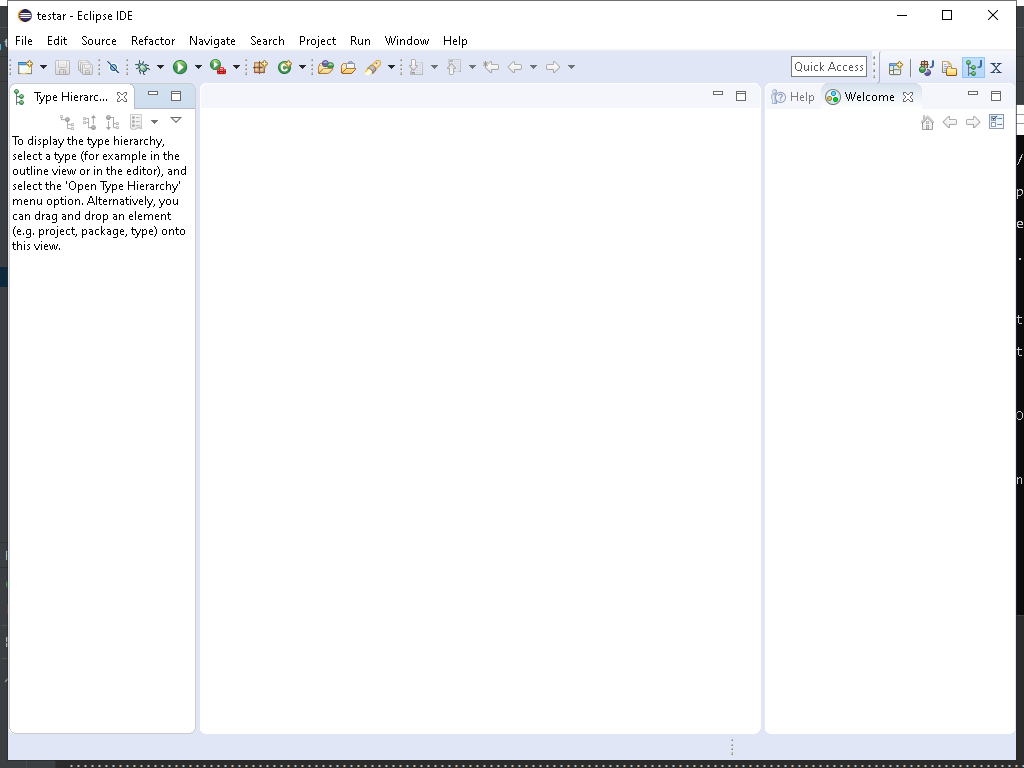 testar - Eclipse IDE
File Edit Source Refactor Navigate Search Project Run Window Help
Quick Access
X
Type Hierarc...
Help Welcome
To display the type hierarchy,
select a type (for example in the
outline view or in the editor), and
select the 'Open Type Hierarchy'
menu option. Alternatively, you
can drag and drop an element
(e.g. project, package, type) onto
this view.